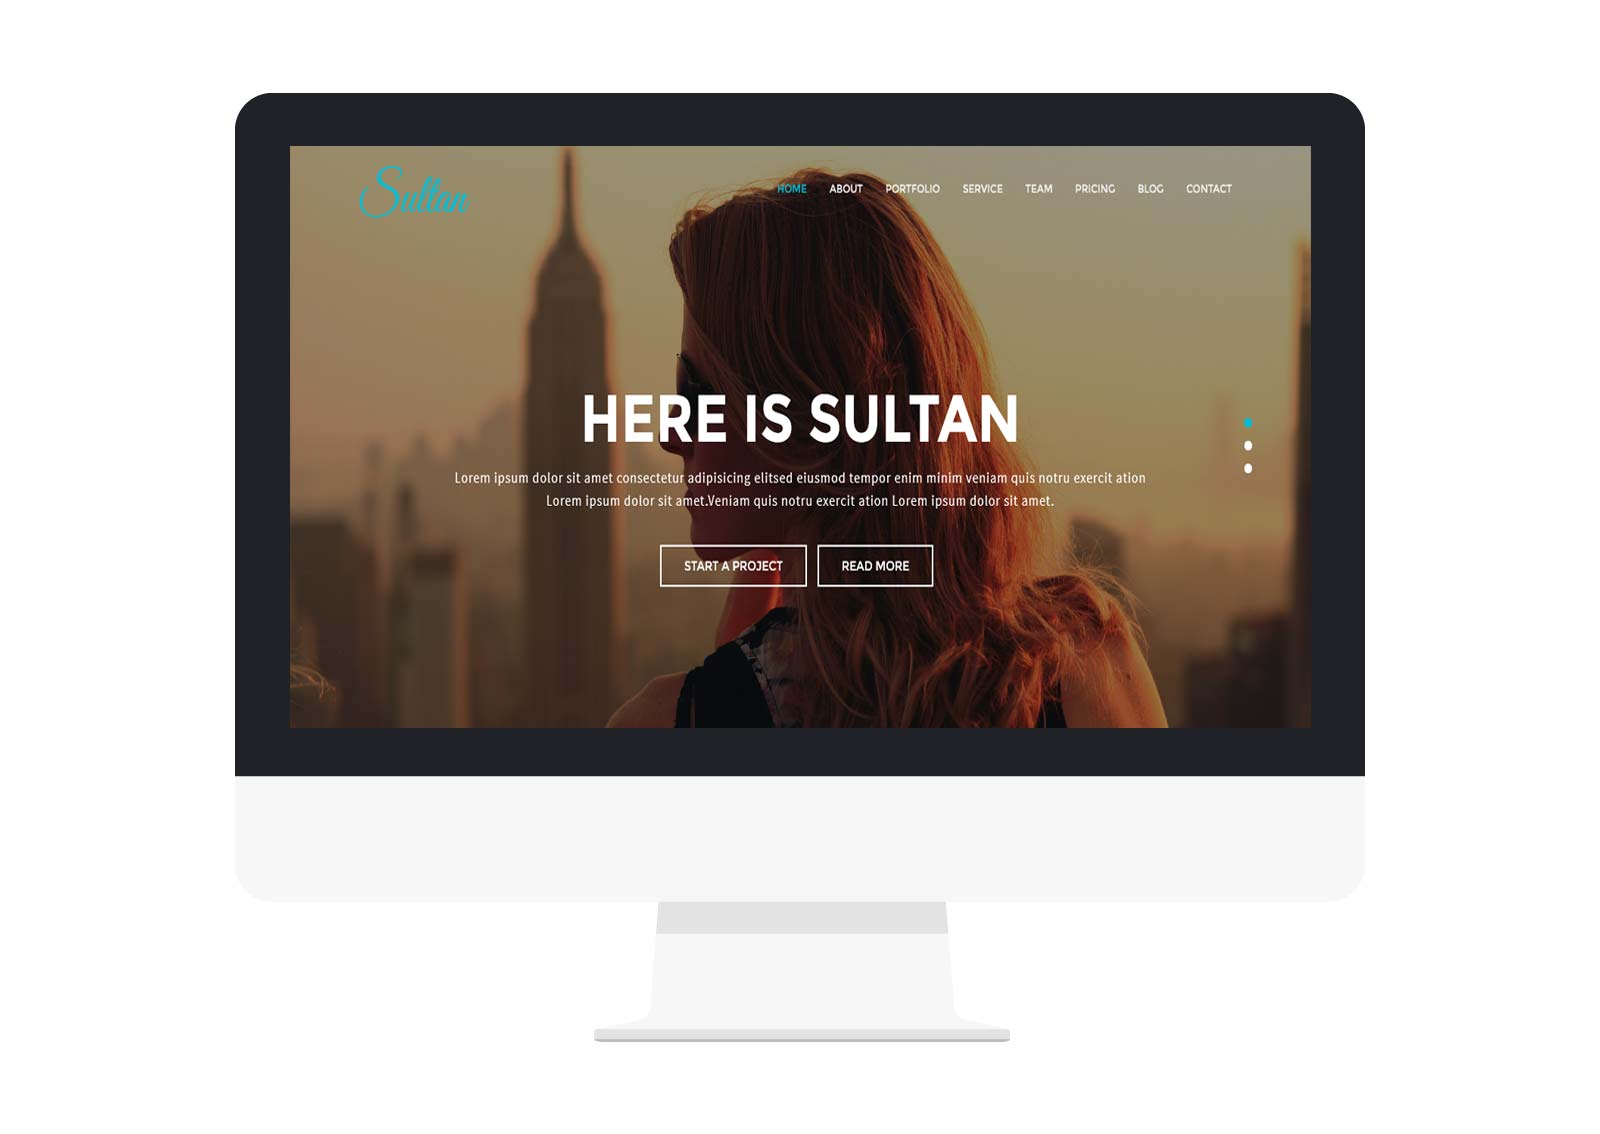 Sultan
HOME ABOUT PORTFOLIO SERVICE TEAM PRICING BLOG CONTACT
HERE IS SULTAN
Lorem ipsum dolor sit amet consectetur adipisicing elitsed eiusmod tempor enim minim veniam quis notru exercit ation
Lorem ipsum dolor sit amet.Veniam quis notru exercit ation Lorem ipsum dolor sit amet.
START A PROJECT READ MORE